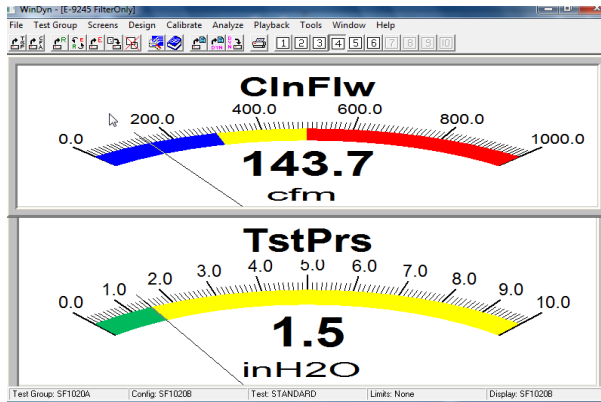 WinDyn - [E-9245 FilterOnly]
File Test Group Screens Design Calibrate Analyze Playback Tools Window Help
1 2 3 4 5 6 7 8 9 10
ClnFlw
0.0 200.0 400.0 600.0 800.0 1000.0
143.7
cfm
TstPrs
0.0 1.0 2.0 3.0 4.0 5.0 6.0 7.0 8.0 9.0 10.0
1.5
inH2O
Test Group: SF1020A Config: SF1020B Test: STANDARD Limits: None Display: SF1020B